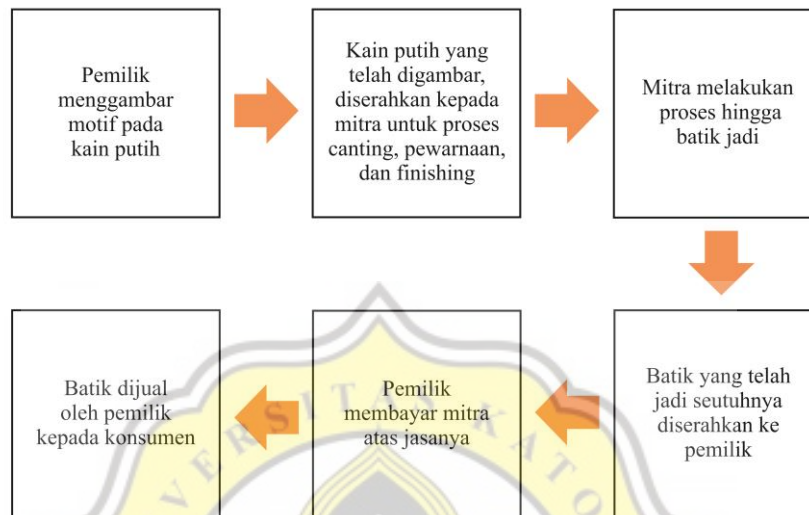 Pemilik
menggambar
motif pada
kain putih
Kain putih yang
telah digambar,
diserahkan kepada
mitra untuk proses
canting, pewarnaan,
dan finishing
Mitra melakukan
proses hingga
batik jadi
Batik yang telah
jadi seutuhnya
diserahkan ke
pemilik
Pemilik
membayar mitra
atas jasanya
Batik dijual
oleh pemilik
kepada konsumen
VERSITAS KATO